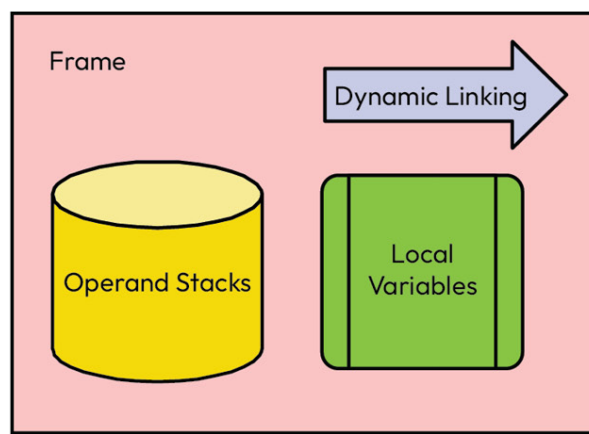 Frame
Dynamic Linking
Operand Stacks
Local
Variables